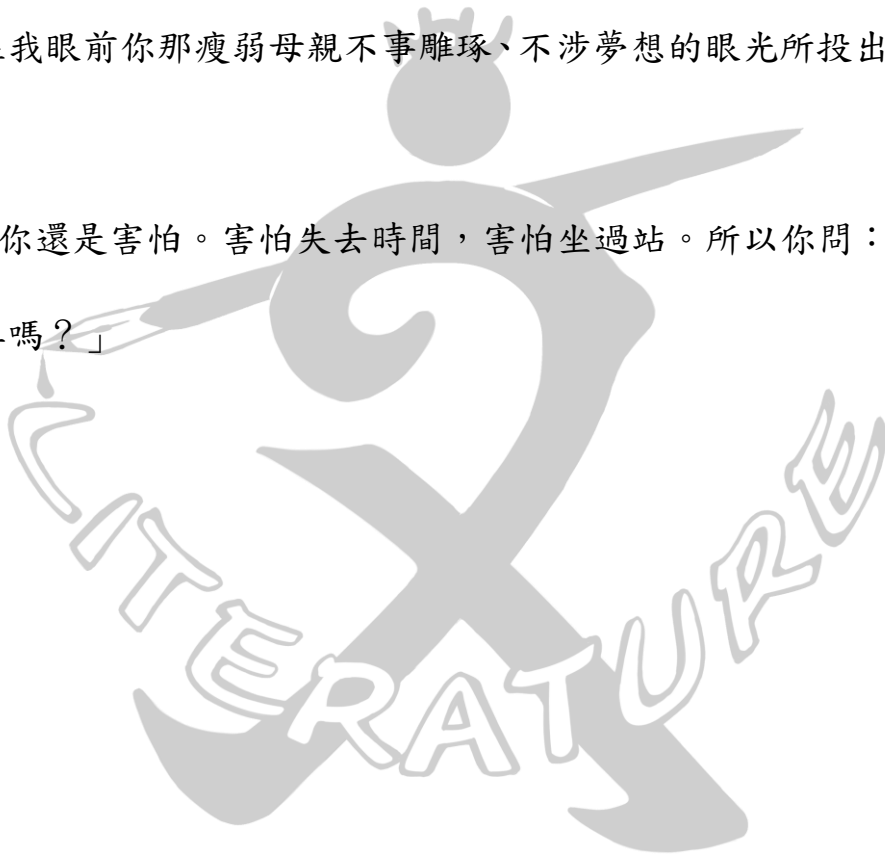 我眼前你那瘦弱母親不事雕琢、不涉夢想的眼光所投出
你還是害怕。害怕失去時間，害怕坐過站。所以你問：
嗎？」
LITERATURE